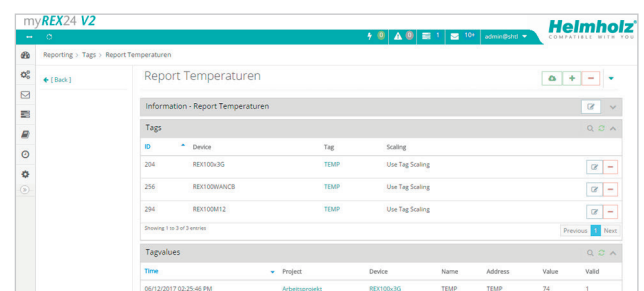 myREX24 V2
Helmholz
COMPATIBLE WITH YOU
0 0 1 10+ admin@shtl
Reporting > Tags > Report Temperaturen
[ Back ]
Report Temperaturen
Information - Report Temperaturen
Tags
ID Device Tag Scaling
204 REX100x3G TEMP Use Tag Scaling
256 REX100WANCB TEMP Use Tag Scaling
294 REX100M12 TEMP Use Tag Scaling
Showing 1 to 3 of 3 entries
Previous 1 Next
Tagvalues
Time Project Device Name Address Value Valid
06/12/2017 02:25:46 PM Arbeitsprojekt REX100x3G TEMP TEMP 74 1